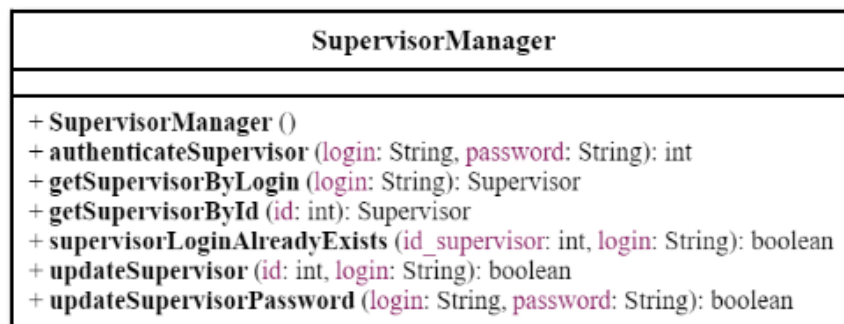 SupervisorManager
+ SupervisorManager ()
+ authenticateSupervisor (login: String, password: String): int
+ getSupervisorByLogin (login: String): Supervisor
+ getSupervisorById (id: int): Supervisor
+ supervisorLoginAlreadyExists (id_supervisor: int, login: String): boolean
+ updateSupervisor (id: int, login: String): boolean
+ updateSupervisorPassword (login: String, password: String): boolean